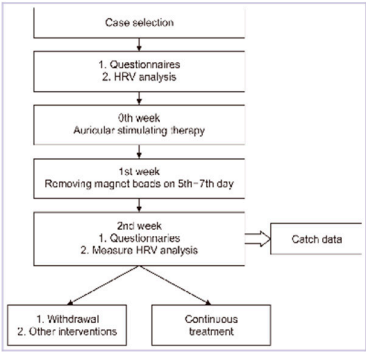 Case selection
1. Questionnaires
2. HRV analysis
0th week
Auricular stimulating therapy
1st week
Removing magnet beads on 5th−7th day
2nd week
1. Questionnaries
2. Measure HRV analysis
Catch data
1. Withdrawal
2. Other interventions
Continuous
treatment